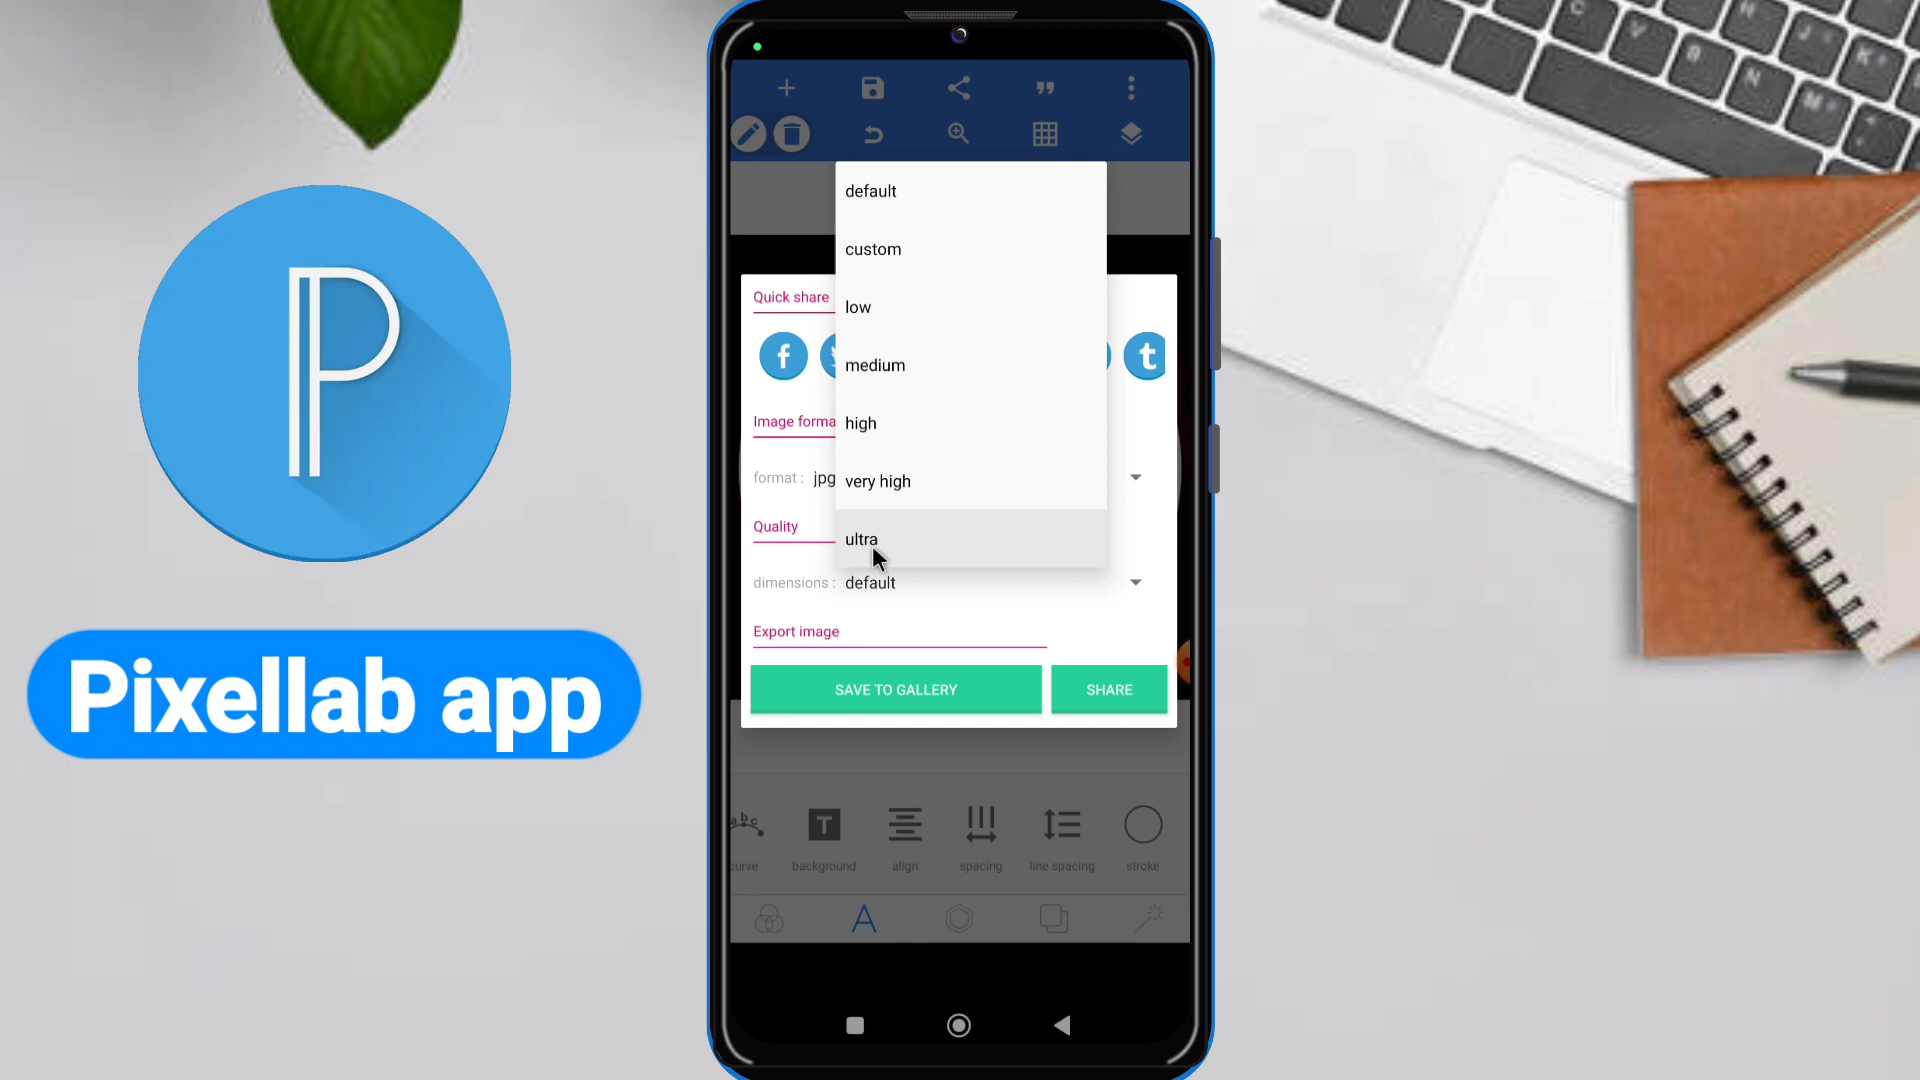 P
Pixellab app
default
custom
low
medium
high
very high
ultra
Quick share
f
t
Image forma
format : jpg
Quality
dimensions : default
Export image
SAVE TO GALLERY
SHARE
abc
T
curve
background
align
spacing
line spacing
stroke
A
C
V
B
N
M
H
J
K